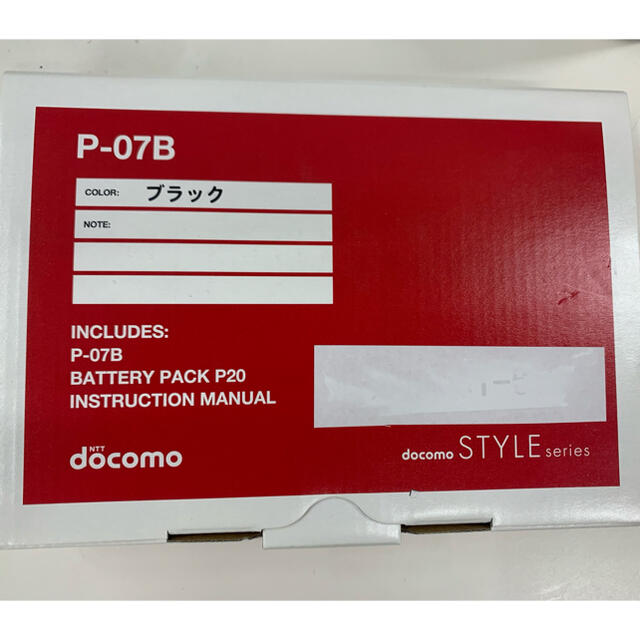 P-07B
COLOR: ブラック
NOTE:
INCLUDES:
P-07B
BATTERY PACK P20
INSTRUCTION MANUAL
NTT
docomo
docomo STYLE series